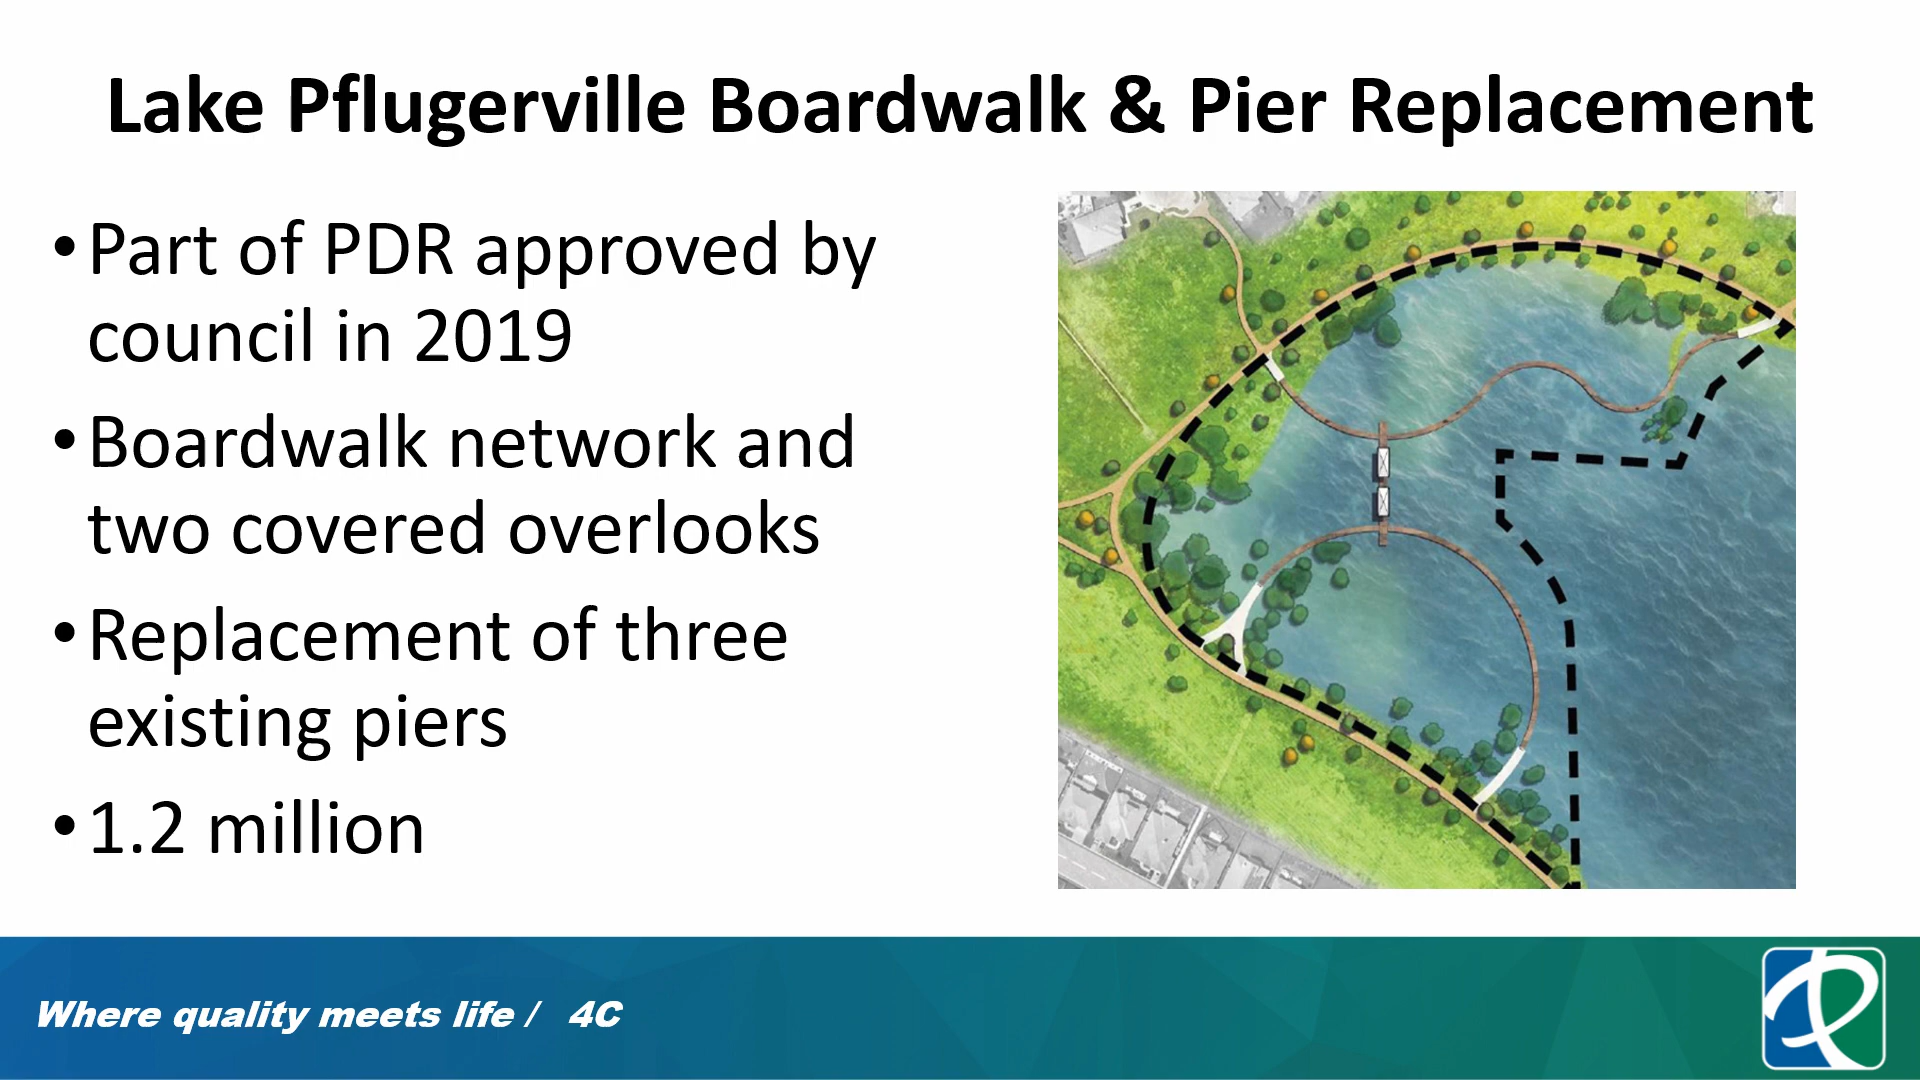 Lake Pflugerville Boardwalk & Pier Replacement
•Part of PDR approved by
council in 2019
•Boardwalk network and
two covered overlooks
•Replacement of three
existing piers
•1.2 million
Where quality meets life / 4C